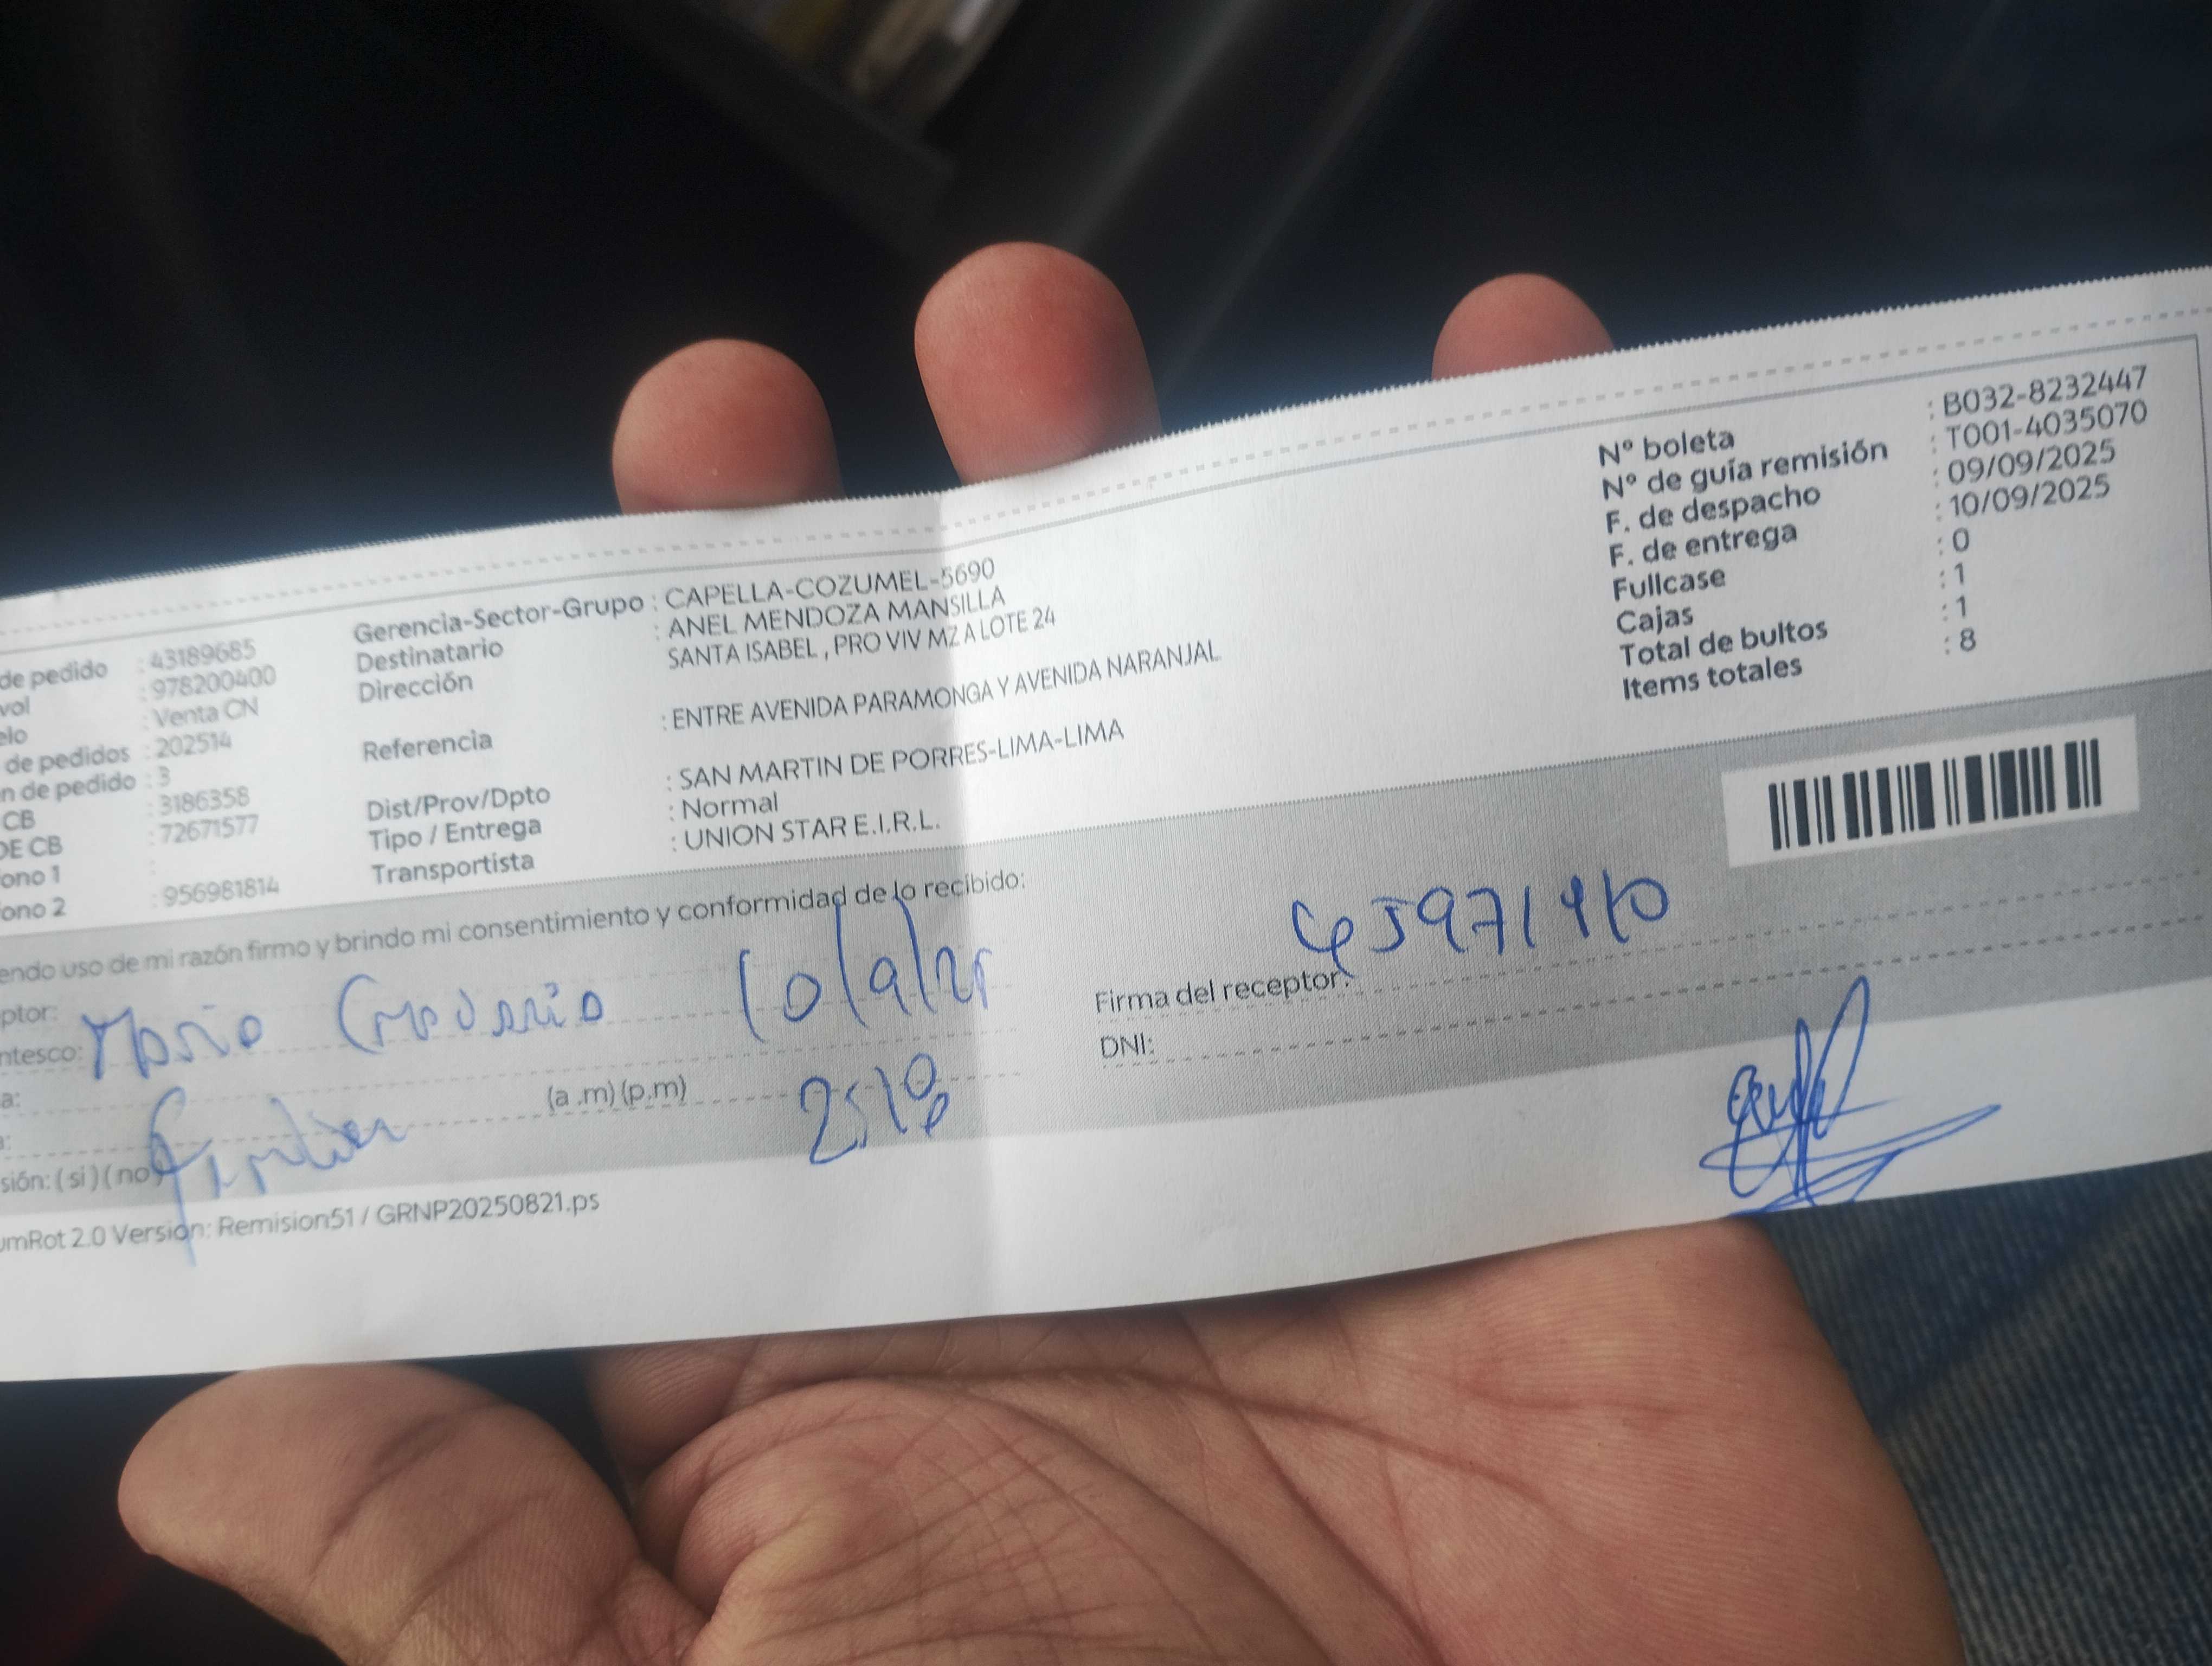 de pedido : 43189685
vol : 978200400
elo : Venta CN
de pedidos : 202514
n de pedido : 3
CB : 3186358
DE CB : 72671577
ono 1 :
ono 2 : 956981814
Gerencia-Sector-Grupo : CAPELLA-COZUMEL-5690
Destinatario : ANEL MENDOZA MANSILLA
Dirección SANTA ISABEL , PRO VIV MZ A LOTE 24
Referencia : ENTRE AVENIDA PARAMONGA Y AVENIDA NARANJAL
Dist/Prov/Dpto : SAN MARTIN DE PORRES-LIMA-LIMA
Tipo / Entrega : Normal
Transportista : UNION STAR E.I.R.L.
Nº boleta : B032-8232447
Nº de guía remisión : T001-4035070
F. de despacho : 09/09/2025
F. de entrega : 10/09/2025
Fullcase : 0
Cajas : 1
Total de bultos : 1
Items totales : 8
endo uso de mi razón firmo y brindo mi consentimiento y conformidad de lo recibido:
ptor:
ntesco: 10/9/25
a: (a .m) (p.m)
a:
sión: ( si ) ( no )
Firma del receptor:
DNI:
umRot 2.0 Version: Remision51 / GRNP20250821.ps